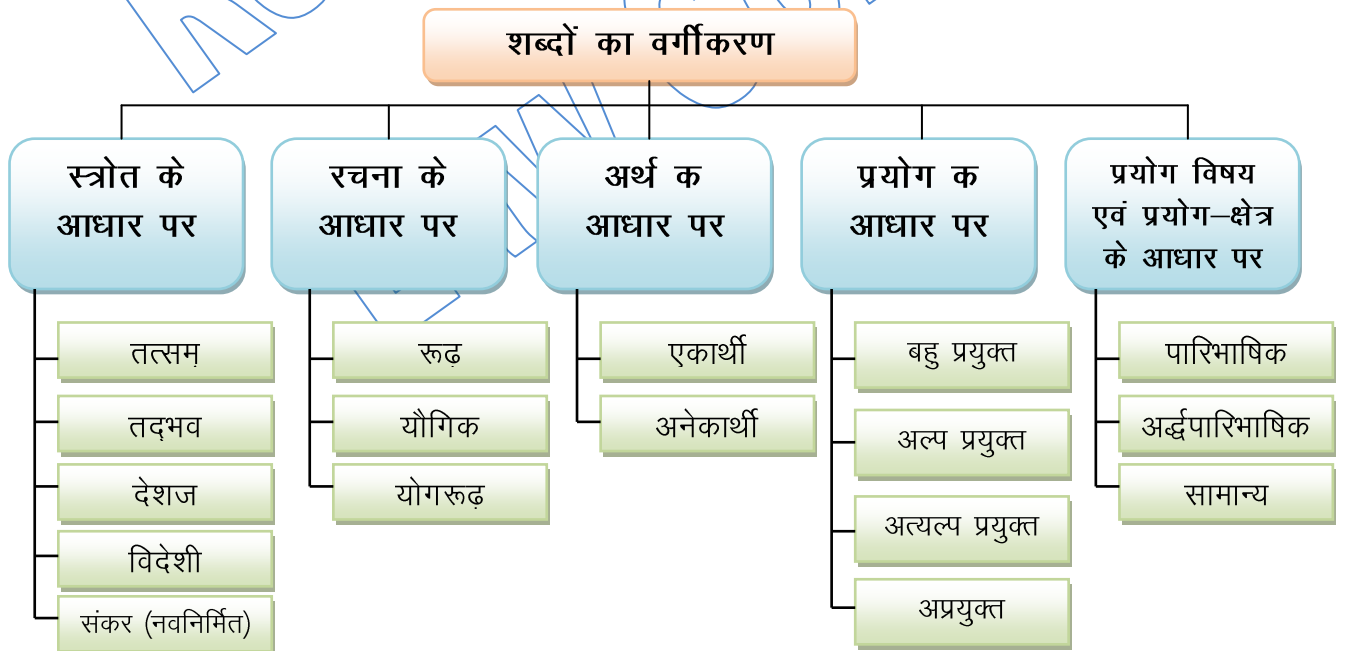 शब्दों का वर्गीकरण
स्त्रोत के
आधार पर
रचना के
आधार पर
अर्थ क
आधार पर
प्रयोग क
आधार पर
प्रयोग विषय
एवं प्रयोग–क्षेत्र
के आधार पर
तत्सम
तद्भव
देशज
विदेशी
संकर (नवनिर्मित)
रूढ़
यौगिक
योगरूढ़
एकार्थी
अनेकार्थी
बहु प्रयुक्त
अल्प प्रयुक्त
अत्यल्प प्रयुक्त
अप्रयुक्त
पारिभाषिक
अर्द्धपारिभाषिक
सामान्य